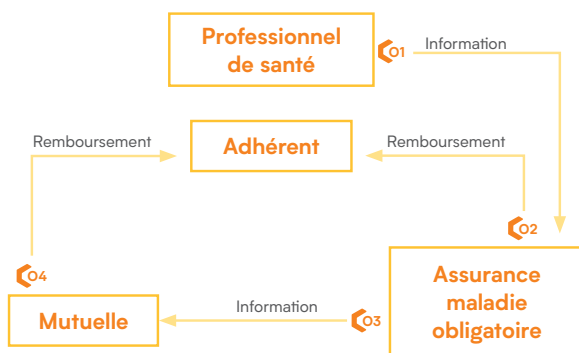 Professionnel
de santé
01
Information
Remboursement
Adhérent
Remboursement
02
04
Assurance
maladie
obligatoire
Information
03
Mutuelle